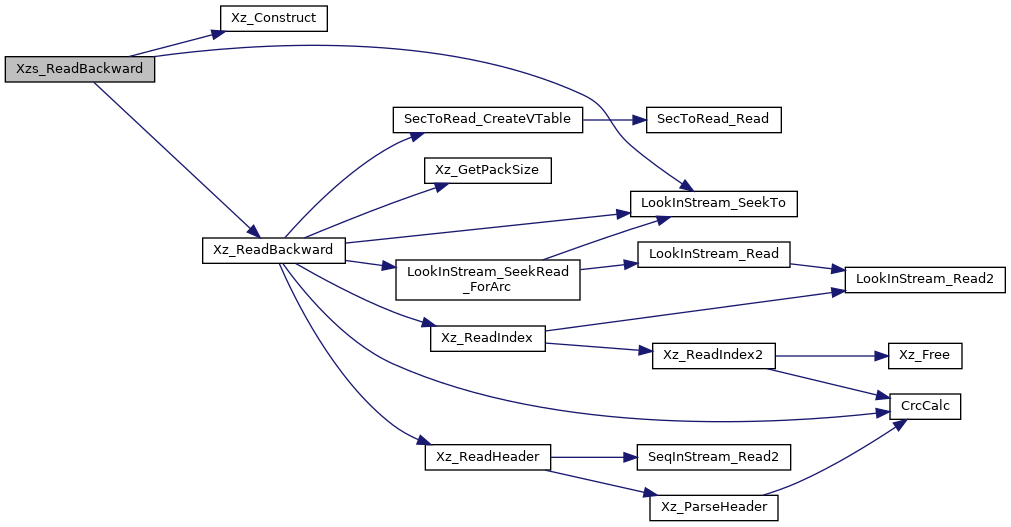 Xz_Construct
Xzs_ReadBackward
SecToRead_CreateVTable
SecToRead_Read
Xz_GetPackSize
LookInStream_SeekTo
Xz_ReadBackward
LookInStream_Read
LookInStream_SeekRead
_ForArc
LookInStream_Read2
Xz_ReadIndex
Xz_ReadIndex2
Xz_Free
CrcCalc
Xz_ReadHeader
SeqInStream_Read2
Xz_ParseHeader